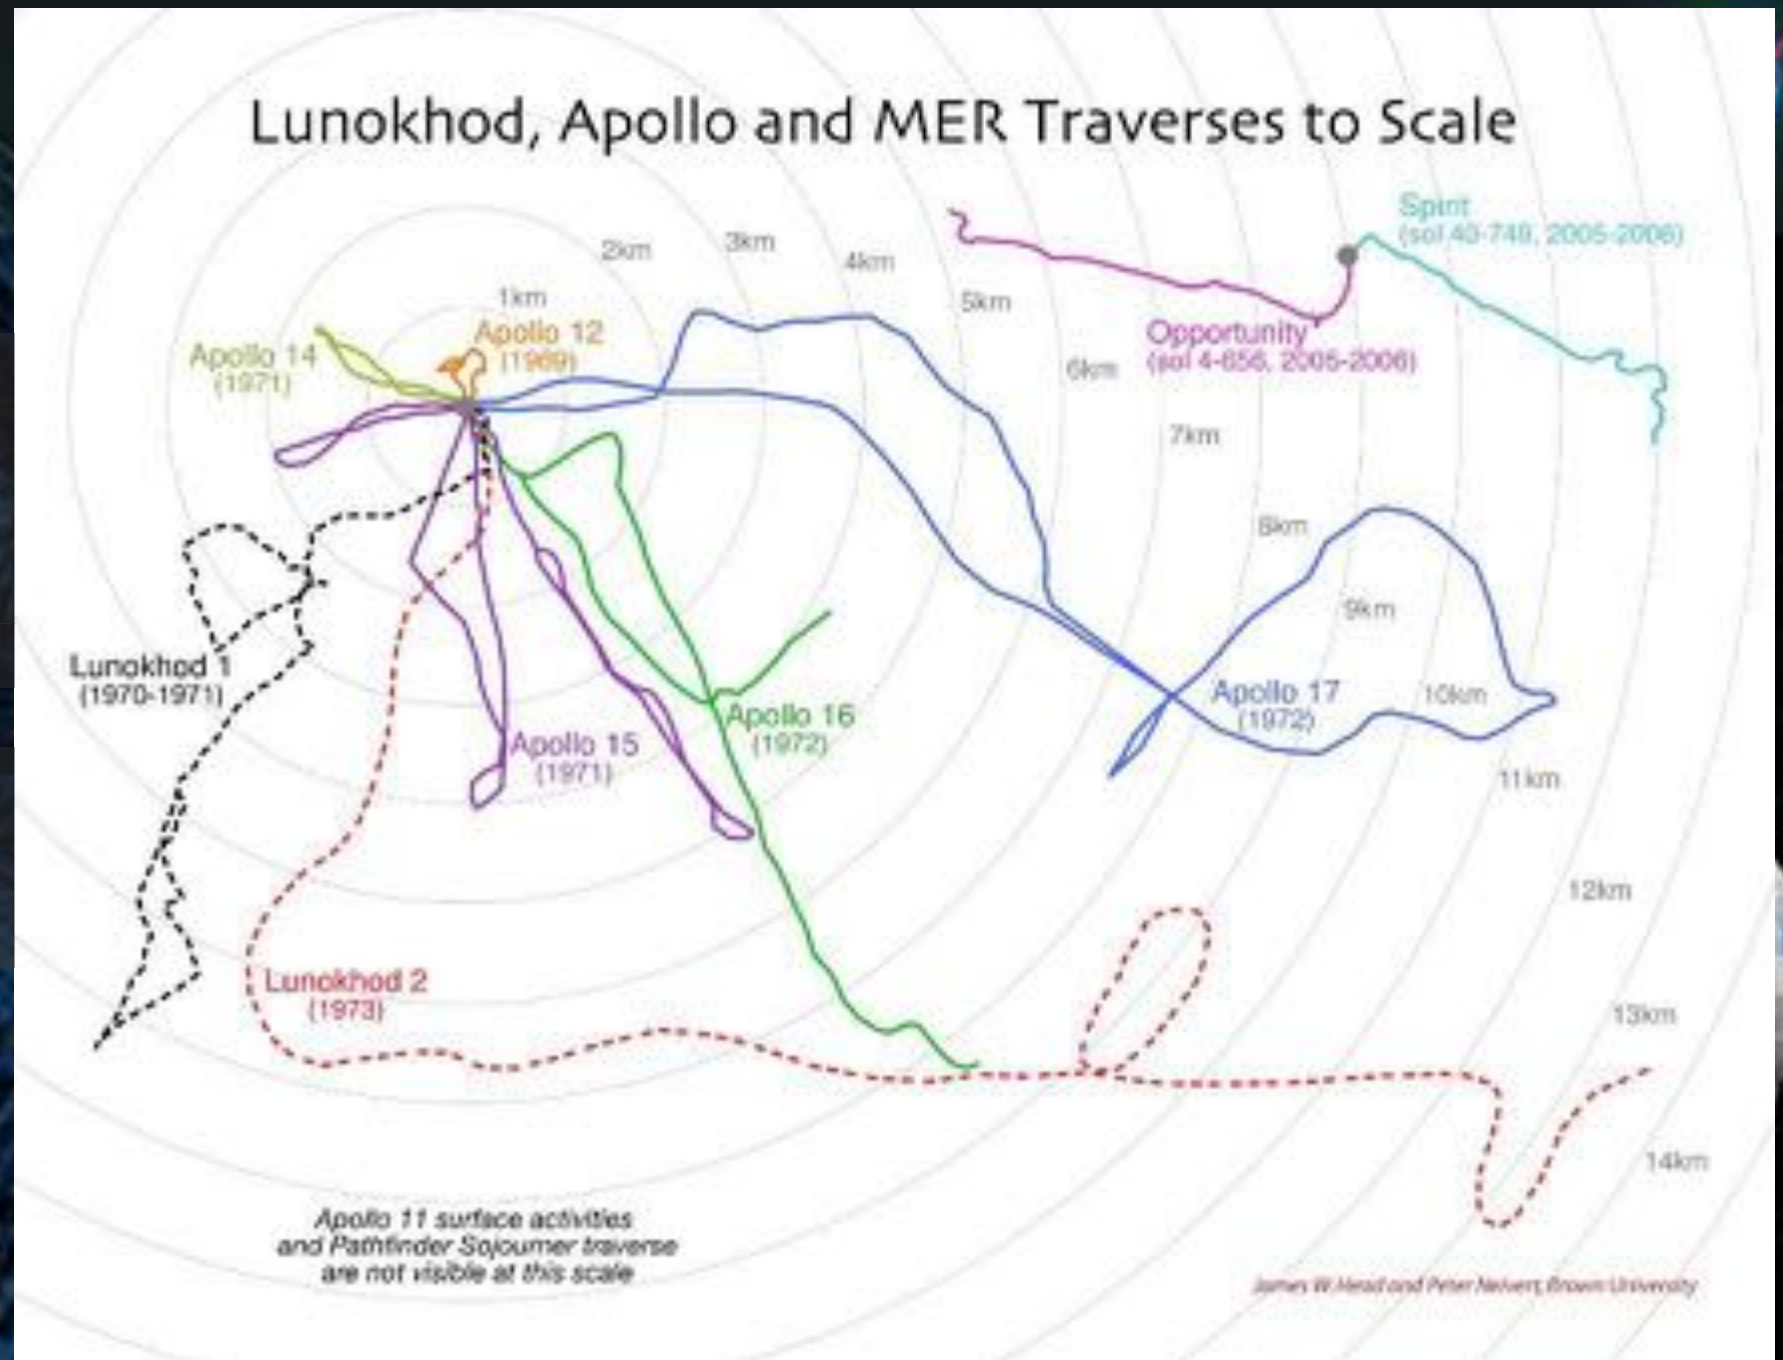 Lunokhod, Apollo and MER Traverses to Scale
Spirit
(sol 40-749, 2005-2006)
2km
3km
4km
5km
1km
Apollo 12
(1969)
Apollo 14
(1971)
Opportunity
(sol 4-656, 2005-2006)
6km
7km
8km
9km
Lunokhod 1
(1970-1971)
Apollo 17
(1972)
10km
Apollo 16
(1972)
Apollo 15
(1971)
11km
12km
Lunokhod 2
(1973)
13km
14km
Apollo 11 surface activities
and Pathfinder Sojourner traverse
are not visible at this scale
James W. Head and Peter Neivert, Brown University